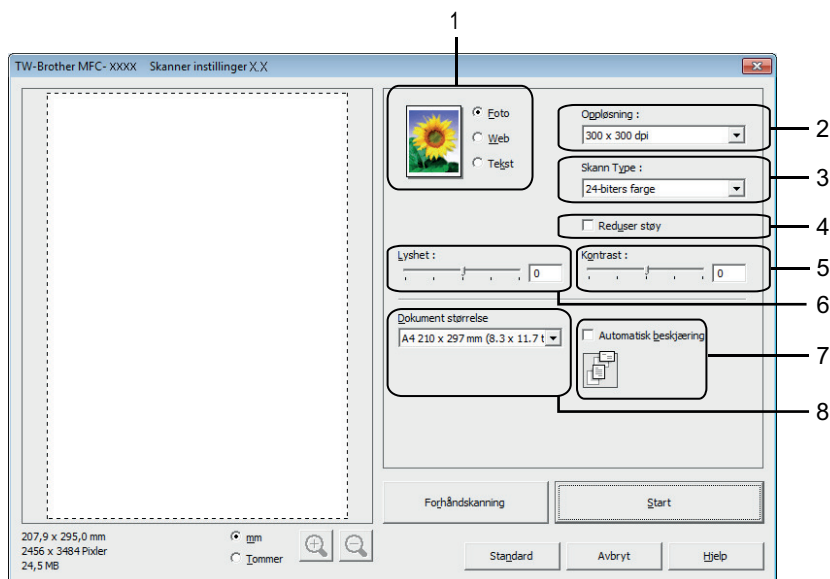 1
TW-Brother MFC- XXXX Skanner instillinger X.X
Foto
Web
Tekst
Oppløsning :
300 x 300 dpi
2
Skann Type :
24-biters farge
3
Reduser støy
4
Lyshet :
0
Kontrast :
0
5
6
Dokument størrelse
A4 210 x 297 mm (8.3 x 11.7 t
Automatisk beskjæring
7
8
Forhåndskanning
Start
207,9 x 295,0 mm
2456 x 3484 Pixler
24,5 MB
mm
Tommer
Standard
Avbryt
Hjelp